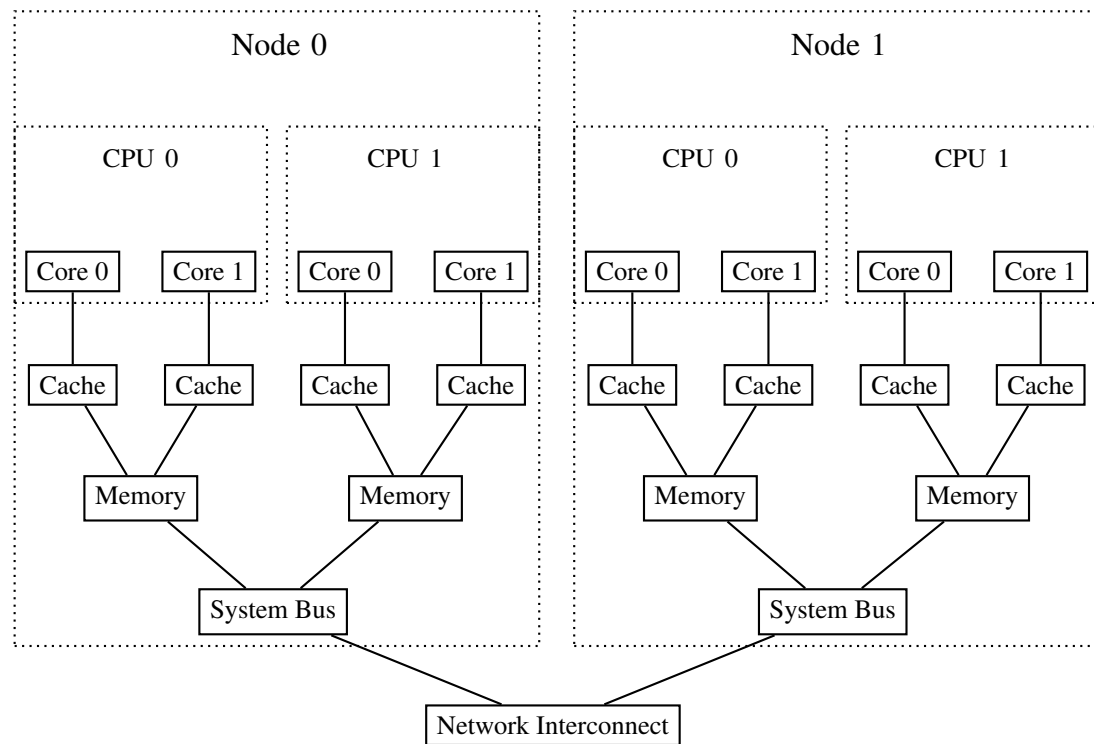 Node 0
Node 1
CPU 0
CPU 1
CPU 0
CPU 1
Core 0
Core 1
Core 0
Core 1
Core 0
Core 1
Core 0
Core 1
Cache
Cache
Cache
Cache
Cache
Cache
Cache
Cache
Memory
Memory
Memory
Memory
System Bus
System Bus
Network Interconnect